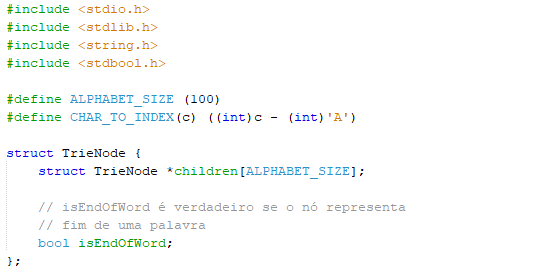 #include <stdio.h>
#include <stdlib.h>
#include <string.h>
#include <stdbool.h>
#define ALPHABET_SIZE (100)
#define CHAR_TO_INDEX(c) ((int)c - (int)'A')
struct TrieNode {
struct TrieNode *children[ALPHABET_SIZE];
// isEndOfWord é verdadeiro se o nó representa
// fim de uma palavra
bool isEndOfWord;
};